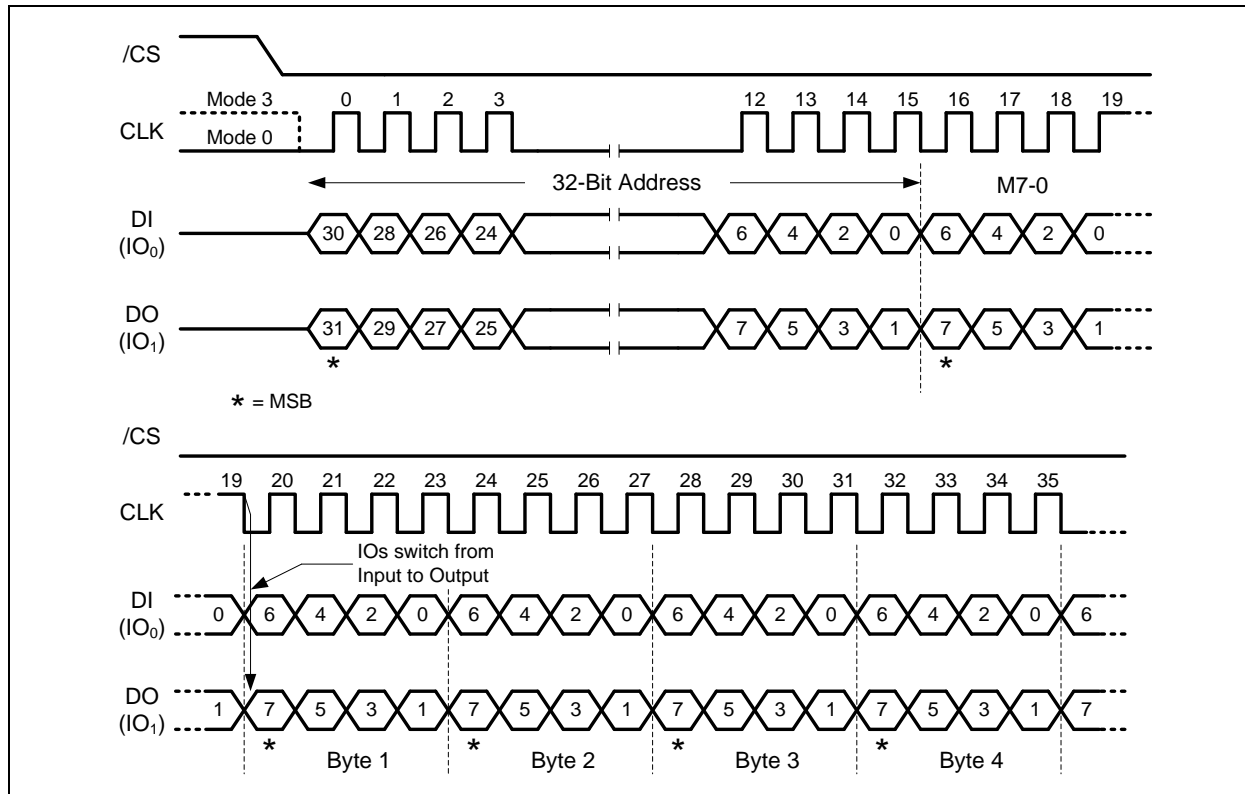 /CS
Mode 3 0 1 2 3 12 13 14 15 16 17 18 19
CLK
Mode 0
32-Bit Address M7-0
DI
(IO₀)
30 28 26 24 6 4 2 0 6 4 2 0
DO
(IO₁)
31 29 27 25 7 5 3 1 7 5 3 1
* *
* = MSB
/CS
19 20 21 22 23 24 25 26 27 28 29 30 31 32 33 34 35
CLK
IOs switch from
Input to Output
DI
(IO₀)
0 6 4 2 0 6 4 2 0 6 4 2 0 6 4 2 0 6
DO
(IO₁)
1 7 5 3 1 7 5 3 1 7 5 3 1 7 5 3 1 7
* * * *
Byte 1 Byte 2 Byte 3 Byte 4